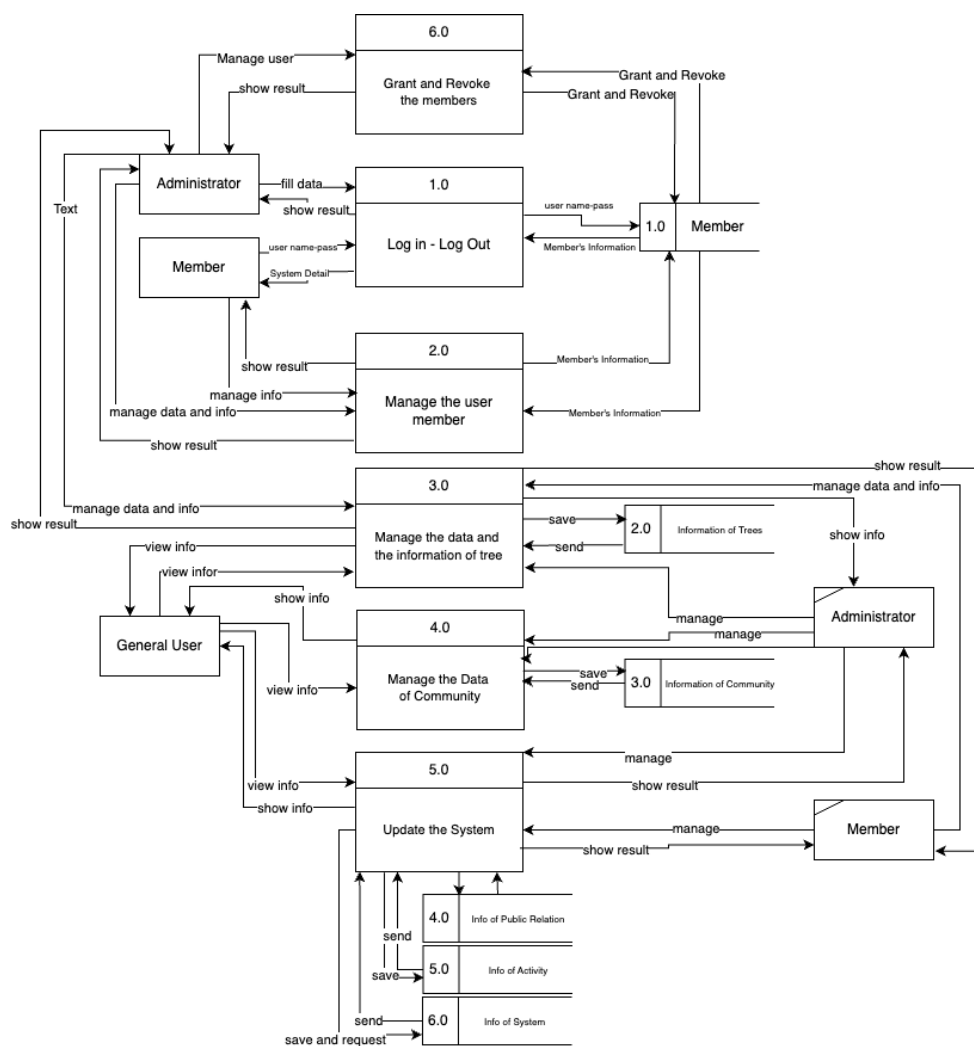 6.0
Manage user
Grant and Revoke
Grant and Revoke
the members
show result
Grant and Revoke
Administrator
fill data
1.0
Text
show result
user name-pass
1.0
Member
user name-pass
Log in - Log Out
Member's Information
Member
System Detail
2.0
show result
Member's Information
manage info
Manage the user
member
manage data and info
Member's Information
show result
show result
3.0
manage data and info
manage data and info
save
2.0
Information of Trees
show result
Manage the data and
the information of tree
send
show info
view info
view infor
show info
manage
Administrator
4.0
manage
General User
save
view info
Manage the Data
of Community
send
3.0
Information of Community
manage
5.0
view info
show result
show info
Update the System
manage
Member
show result
4.0
Info of Public Relation
send
save
5.0
Info of Activity
send
6.0
Info of System
save and request